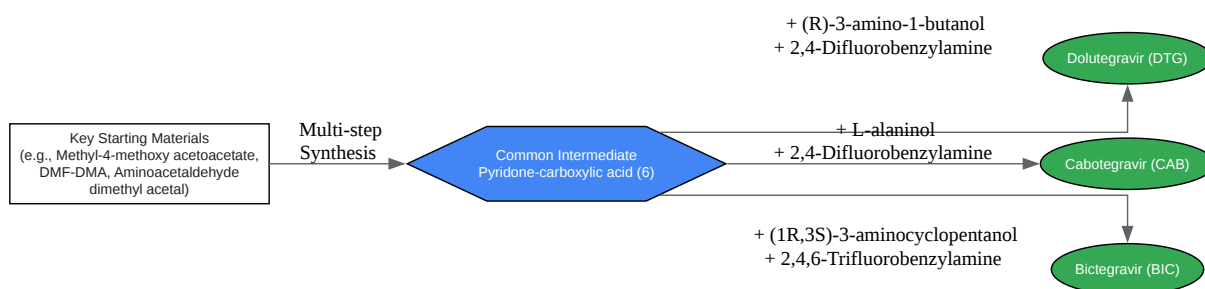 + (R)-3-amino-1-butanol
+ 2,4-Difluorobenzylamine
Dolutegravir (DTG)
Key Starting Materials
(e.g., Methyl-4-methoxy acetoacetate,
DMF-DMA, Aminoacetaldehyde
dimethyl acetal)
Multi-step
Synthesis
Common Intermediate
Pyridone-carboxylic acid (6)
+ L-alaninol
+ 2,4-Difluorobenzylamine
Cabotegravir (CAB)
+ (1R,3S)-3-aminocyclopentanol
+ 2,4,6-Trifluorobenzylamine
Bictegravir (BIC)